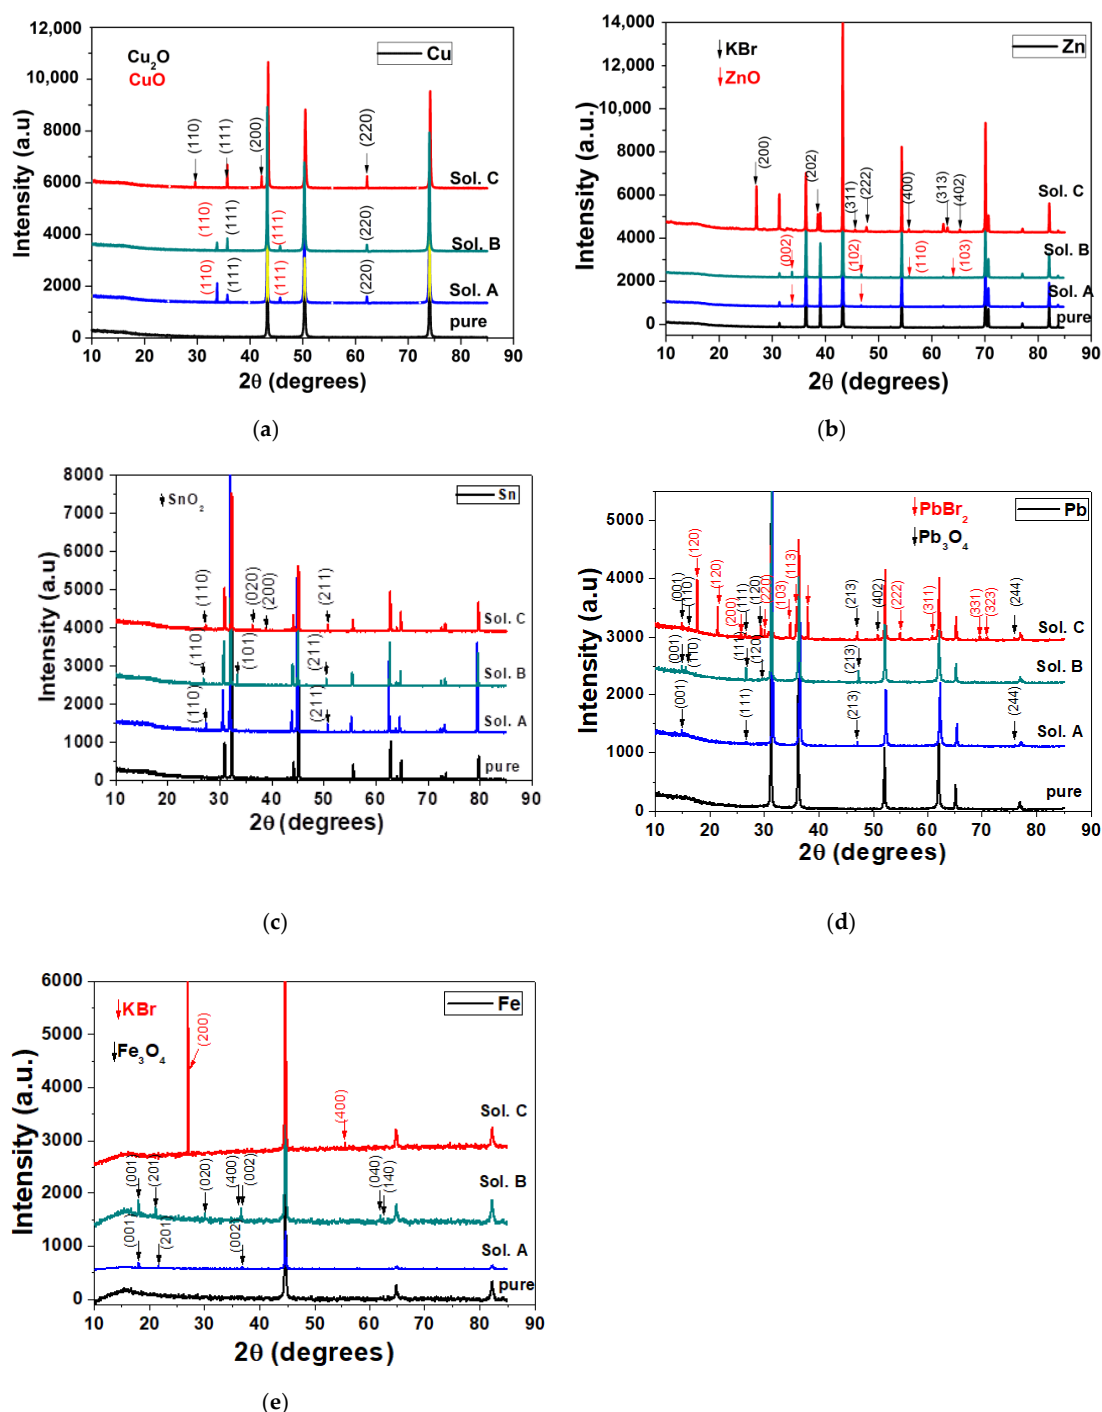 12,000
10,000
8000
6000
4000
2000
0
Intensity (a.u)
Cu₂O
CuO
Cu
(110)
(111)
(200)
(220)
Sol. C
(110)
(111)
(111)
(220)
Sol. B
(110)
(111)
(111)
(220)
Sol. A
pure
10 20 30 40 50 60 70 80 90
2θ (degrees)
(a)
14,000
12,000
10,000
8000
6000
4000
2000
0
Intensity (a.u.)
KBr
ZnO
Zn
(200)
(202)
(311)
(222)
(400)
(313)
(402)
Sol. C
(002)
(102)
(110)
(103)
Sol. B
Sol. A
pure
10 20 30 40 50 60 70 80 90
2θ (degrees)
(b)
8000
7000
6000
5000
4000
3000
2000
1000
0
Intensity (a.u)
SnO₂
Sn
(110)
(020)
(200)
(211)
Sol. C
(110)
(101)
(211)
Sol. B
(110)
(211)
Sol. A
pure
10 20 30 40 50 60 70 80 90
2θ (degrees)
(c)
5000
4000
3000
2000
1000
0
Intensity (a.u.)
PbBr₂
Pb₃O₄
Pb
(001)
(110)
(120)
(120)
(200)
(111)
(120)
(220)
(103)
(113)
(213)
(402)
(222)
(311)
(331)
(323)
(244)
Sol. C
(001)
(110)
(111)
(120)
(213)
Sol. B
(001)
(111)
(213)
(244)
Sol. A
pure
10 20 30 40 50 60 70 80 90
2θ (degrees)
(d)
6000
5000
4000
3000
2000
1000
0
Intensity (a.u.)
KBr
Fe₃O₄
Fe
(200)
(400)
Sol. C
(001)
(201)
(020)
(400)
(002)
(040)
(140)
Sol. B
(001)
(201)
(002)
Sol. A
pure
10 20 30 40 50 60 70 80 90
2θ (degrees)
(e)